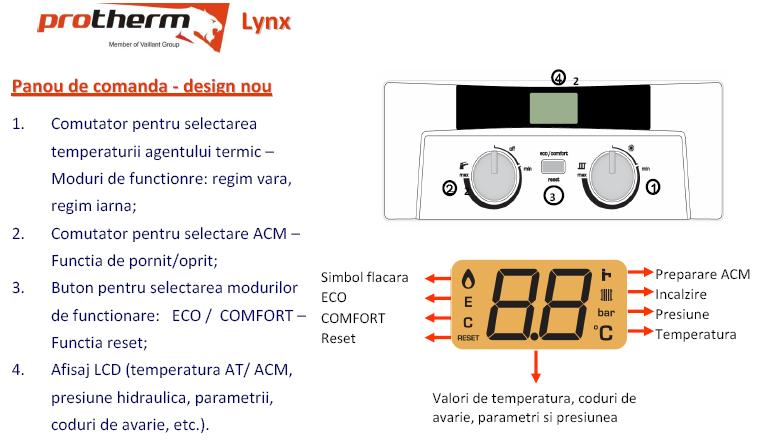 protherm Lynx
Member of Vaillant Group
Panou de comanda - design nou
1. Comutator pentru selectarea
temperaturii agentului termic –
Moduri de functionre: regim vara,
regim iarna;
2. Comutator pentru selectare ACM –
Functia de pornit/oprit;
3. Buton pentru selectarea modurilor
de functionare: ECO / COMFORT –
Functia reset;
4. Afisaj LCD (temperatura AT/ ACM,
presiune hidraulica, parametrii,
coduri de avarie, etc.).
4 2
off
eco / comfort
min
max
reset
max
min
2 2
3
1
Simbol flacara
ECO
COMFORT
Reset
E
C
RESET
88
bar
°C
Preparare ACM
Incalzire
Presiune
Temperatura
Valori de temperatura, coduri de
avarie, parametri si presiunea